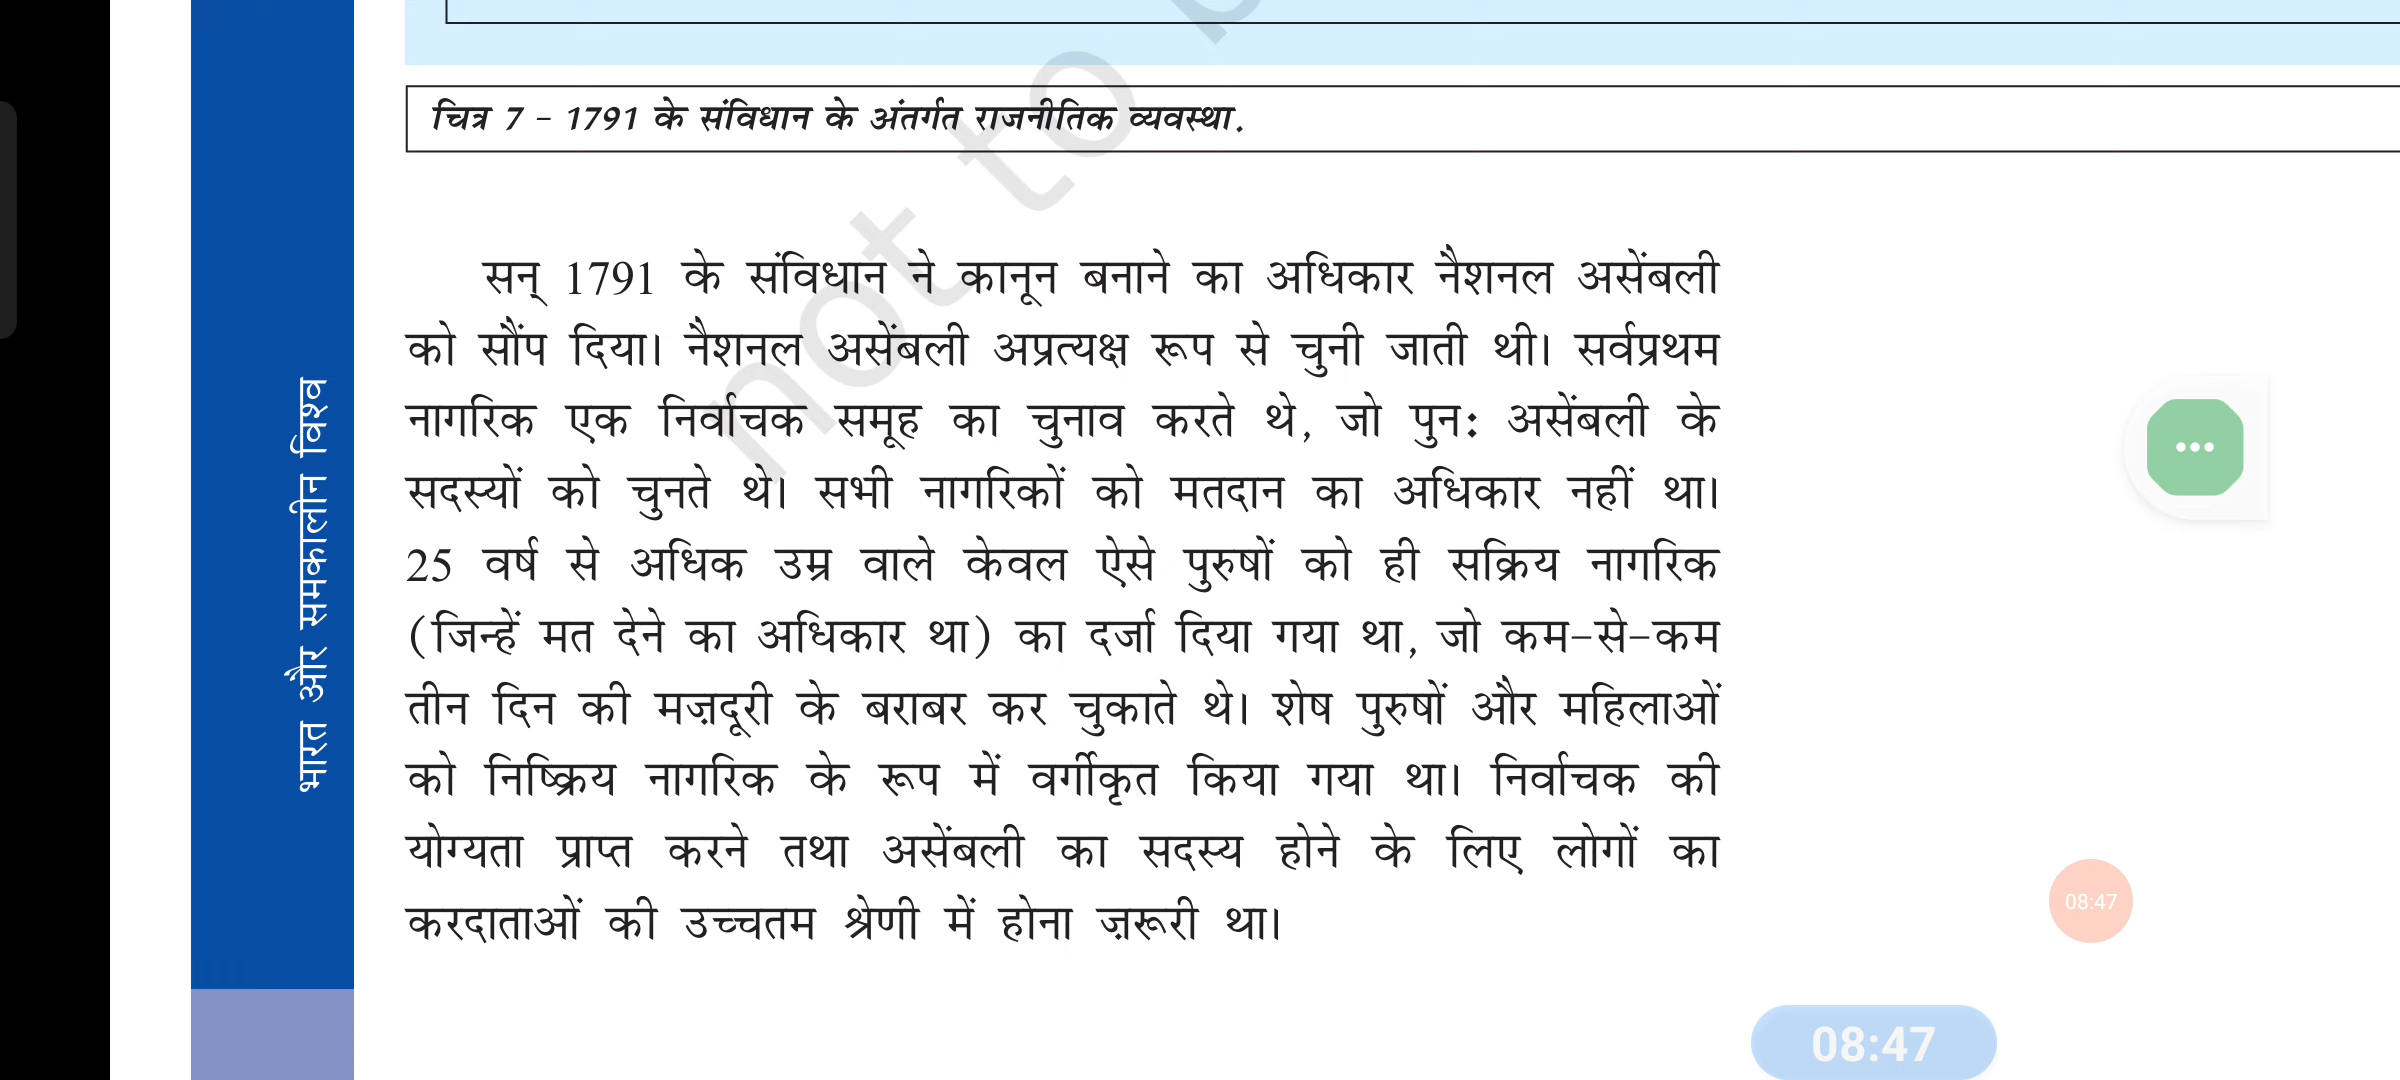 चित्र 7 - 1791 के संविधान के अंतर्गत राजनीतिक व्यवस्था.
सन् 1791 के संविधान ने कानून बनाने का अधिकार नैशनल असेंबली
को सौंप दिया। नैशनल असेंबली अप्रत्यक्ष रूप से चुनी जाती थी। सर्वप्रथम
नागरिक एक निर्वाचक समूह का चुनाव करते थे, जो पुनः असेंबली के
सदस्यों को चुनते थे। सभी नागरिकों को मतदान का अधिकार नहीं था।
25 वर्ष से अधिक उम्र वाले केवल ऐसे पुरुषों को ही सक्रिय नागरिक
(जिन्हें मत देने का अधिकार था) का दर्जा दिया गया था, जो कम-से-कम
तीन दिन की मज़दूरी के बराबर कर चुकाते थे। शेष पुरुषों और महिलाओं
को निष्क्रिय नागरिक के रूप में वर्गीकृत किया गया था। निर्वाचक की
योग्यता प्राप्त करने तथा असेंबली का सदस्य होने के लिए लोगों का
करदाताओं की उच्चतम श्रेणी में होना ज़रूरी था।
भारत और समकालीन विश्व
not to
08:47
08:47